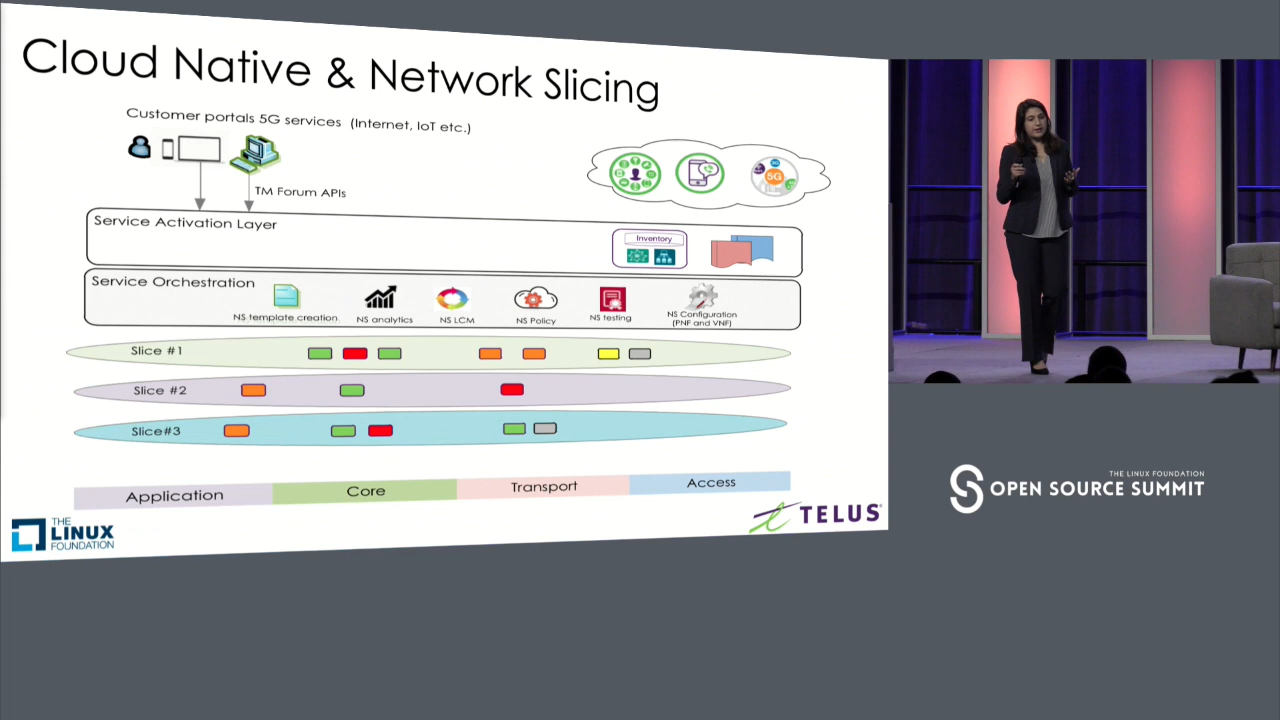 Cloud Native & Network Slicing
Customer portals 5G services (Internet, IoT etc.)
TM Forum APIs
5G
Service Activation Layer
Inventory
Service Orchestration
NS template creation
NS analytics
NS LCM
NS Policy
NS testing
NS Configuration
(PNF and VNF)
Slice #1
Slice #2
Slice#3
Application
Core
Transport
Access
THE
LINUX
FOUNDATION
TELUS
THE LINUX FOUNDATION
OPEN SOURCE SUMMIT